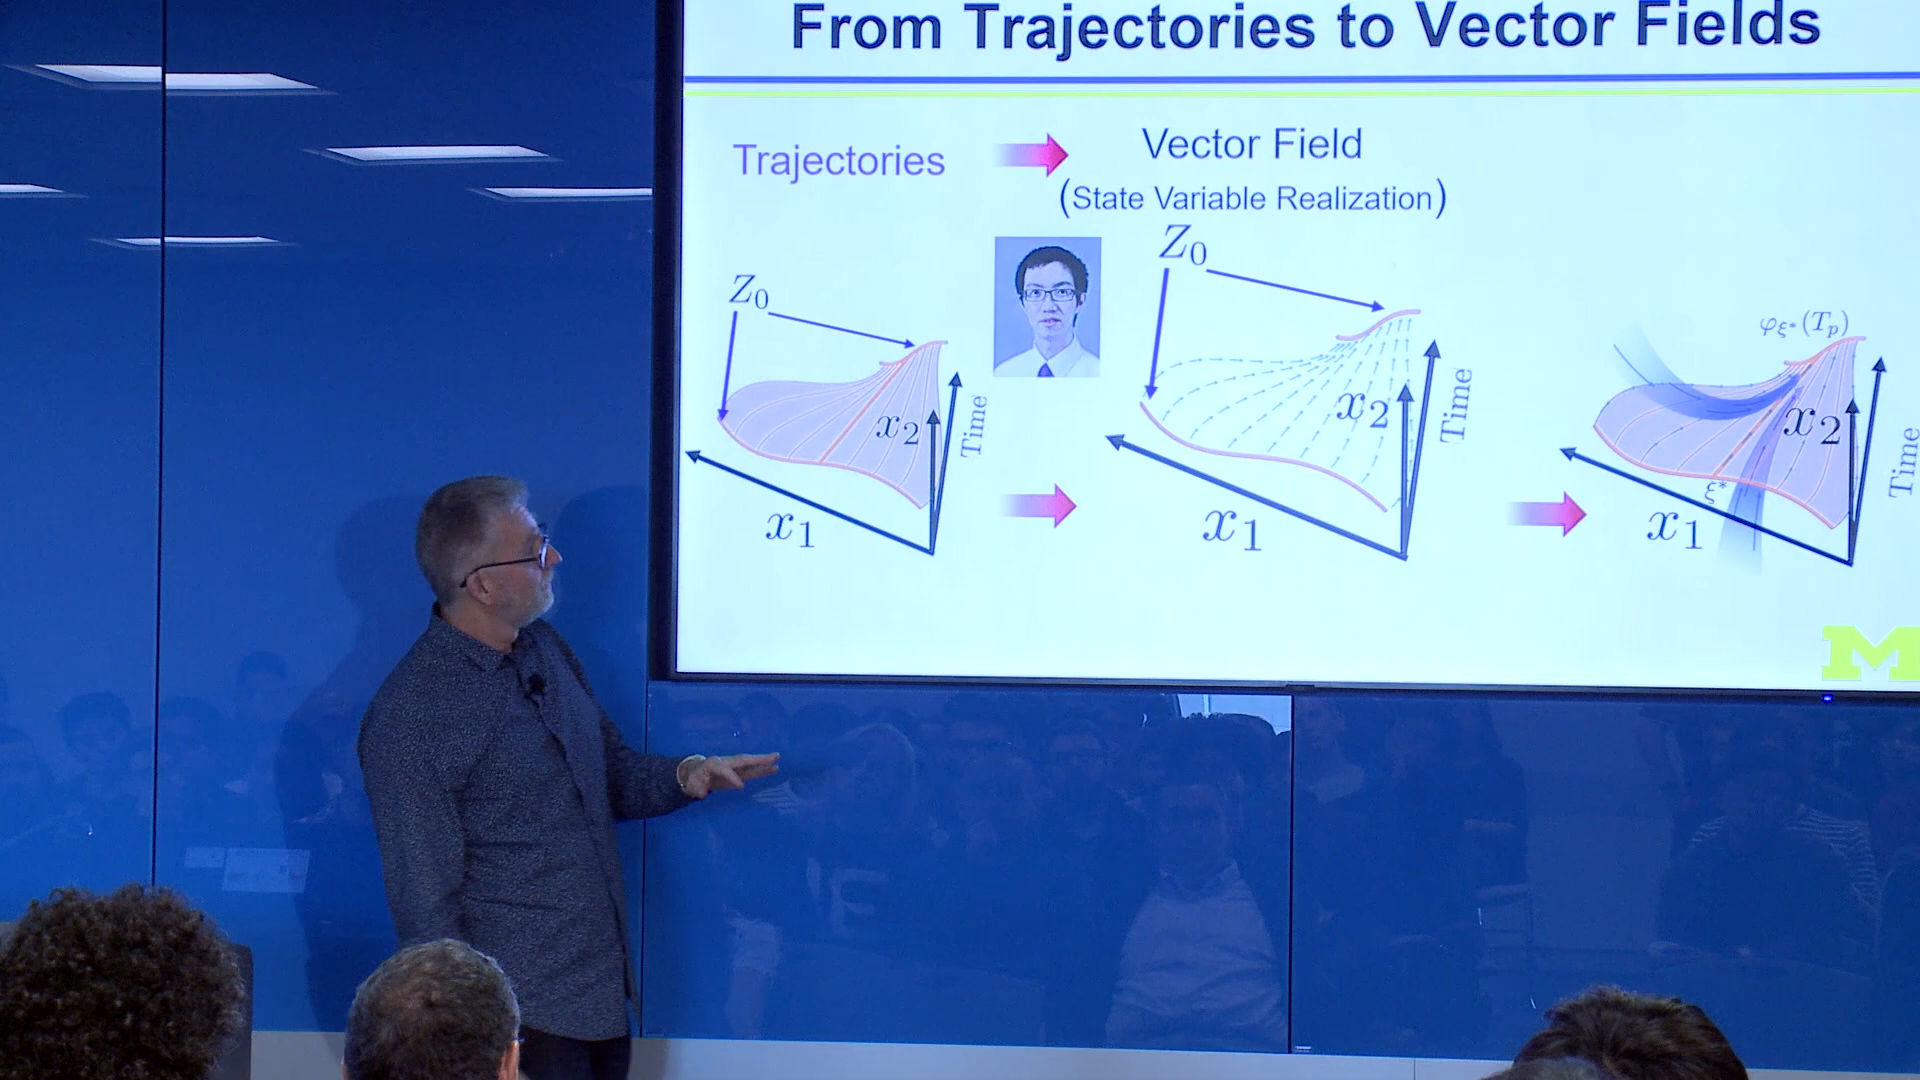 From Trajectories to Vector Fields
Trajectories
Vector Field
(State Variable Realization)
Z₀
x₂
Time
x₁
Z₀
x₂
Time
x₁
φ_ξ*(T_p)
x₂
Time
ξ*
x₁
M